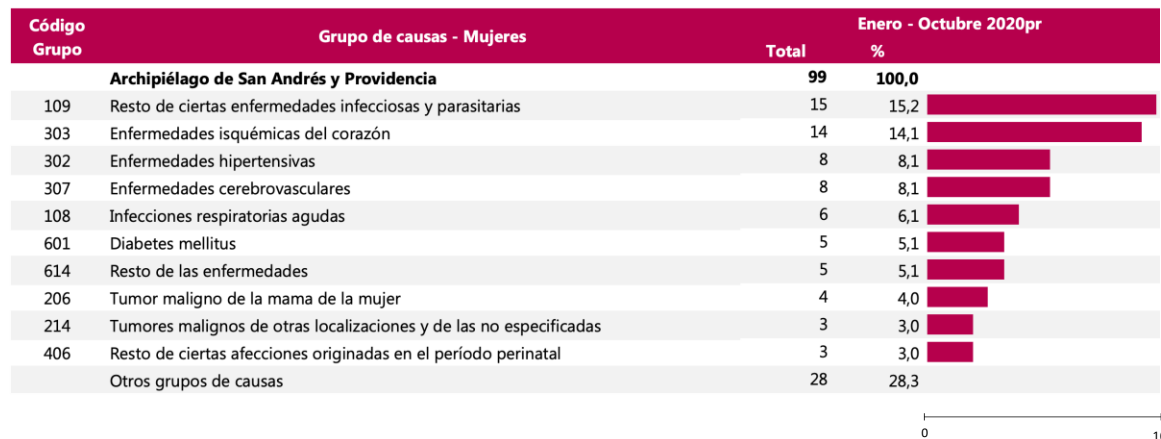 Código Grupo Grupo de causas - Mujeres Enero - Octubre 2020pr
Total %
Archipiélago de San Andrés y Providencia 99 100,0
109 Resto de ciertas enfermedades infecciosas y parasitarias 15 15,2
303 Enfermedades isquémicas del corazón 14 14,1
302 Enfermedades hipertensivas 8 8,1
307 Enfermedades cerebrovasculares 8 8,1
108 Infecciones respiratorias agudas 6 6,1
601 Diabetes mellitus 5 5,1
614 Resto de las enfermedades 5 5,1
206 Tumor maligno de la mama de la mujer 4 4,0
214 Tumores malignos de otras localizaciones y de las no especificadas 3 3,0
406 Resto de ciertas afecciones originadas en el período perinatal 3 3,0
Otros grupos de causas 28 28,3
0